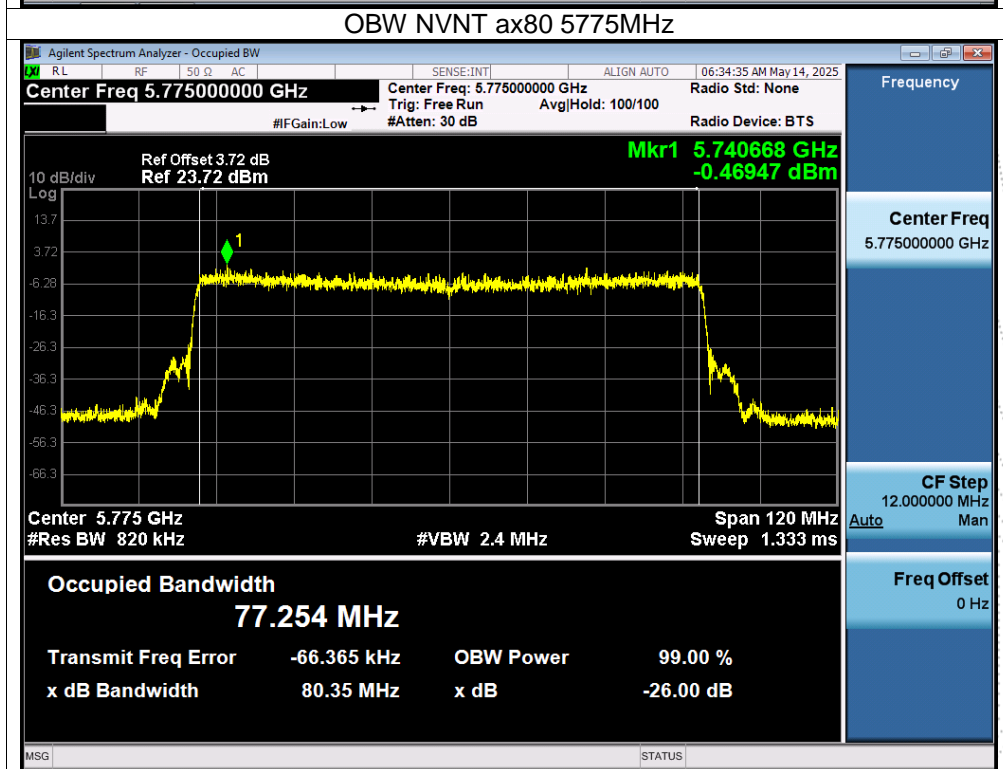 OBW NVNT ax80 5775MHz
Agilent Spectrum Analyzer - Occupied BW
LXI RL RF 50 Ω AC SENSE:INT ALIGN AUTO 06:34:35 AM May 14, 2025
Center Freq 5.775000000 GHz Center Freq: 5.775000000 GHz Radio Std: None
Trig: Free Run Avg|Hold: 100/100
#IFGain:Low #Atten: 30 dB Radio Device: BTS
Mkr1 5.740668 GHz
-0.46947 dBm
Ref Offset 3.72 dB
10 dB/div Ref 23.72 dBm
Log
13.7
3.72
-6.28
-16.3
-26.3
-36.3
-46.3
-56.3
-66.3
1
Center 5.775 GHz Span 120 MHz
#Res BW 820 kHz #VBW 2.4 MHz Sweep 1.333 ms
Occupied Bandwidth
77.254 MHz
Transmit Freq Error -66.365 kHz OBW Power 99.00 %
x dB Bandwidth 80.35 MHz x dB -26.00 dB
Frequency
Center Freq
5.775000000 GHz
CF Step
12.000000 MHz
Auto Man
Freq Offset
0 Hz
MSG STATUS